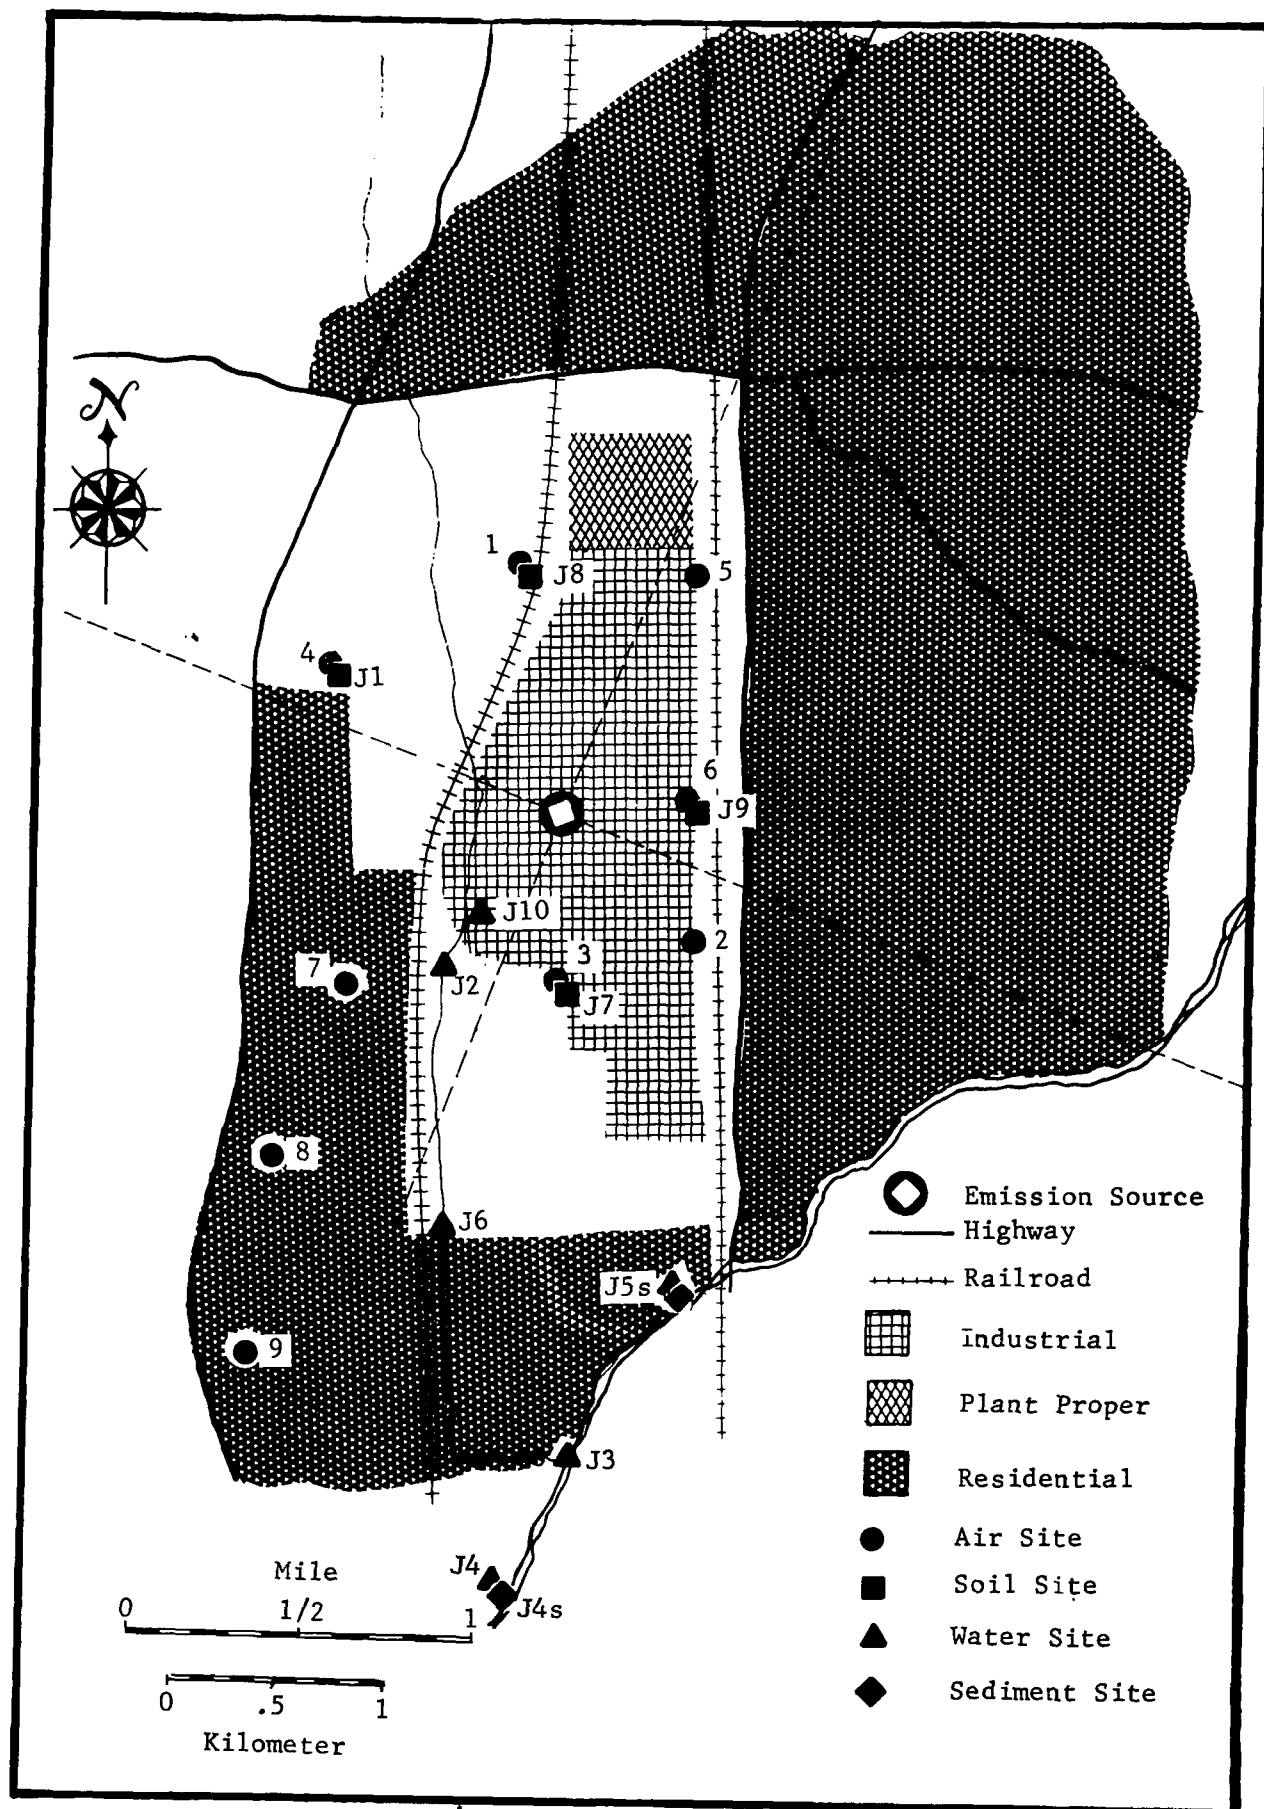 N
1
J8
5
4
J1
6
J9
J10
2
7
3
J2
J7
8
J6
J5s
9
J3
J4
J4s
Emission Source
Highway
Railroad
Industrial
Plant Proper
Residential
Air Site
Soil Site
Water Site
Sediment Site
Mile
0 1/2 1
0 .5 1
Kilometer